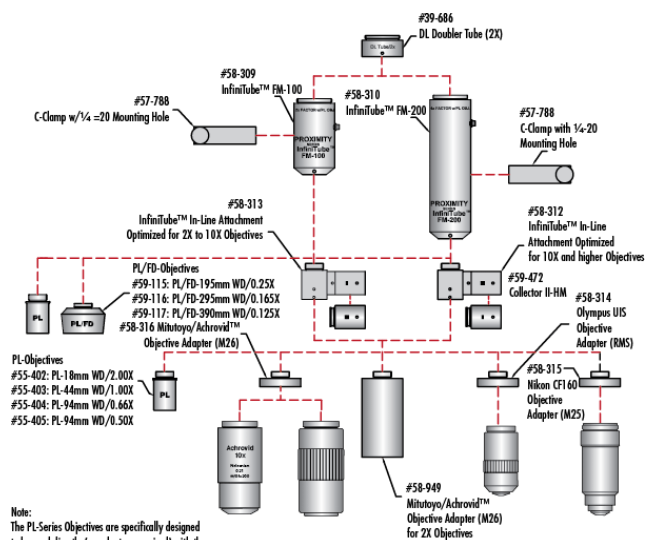 #39-686
DL Doubler Tube (2X)
DL Tube/2x
#58-309
InfiniTube™ FM-100
#58-310
InfiniTube™ FM-200
#57-788
C-Clamp w/¼ =20 Mounting Hole
PROXIMITY
InfiniTube™
FM-100
#57-788
C-Clamp with ¼-20
Mounting Hole
PROXIMITY
InfiniTube™
FM-200
#58-313
InfiniTube™ In-Line Attachment
Optimized for 2X to 10X Objectives
#58-312
InfiniTube™ In-Line
Attachment Optimized
for 10X and higher Objectives
#59-472
Collector II-HM
PL
PL/FD
PL/FD-Objectives
#59-115: PL/FD-195mm WD/0.25X
#59-116: PL/FD-295mm WD/0.165X
#59-117: PL/FD-390mm WD/0.125X
#58-316 Mitutoyo/Achrovid™
Objective Adapter (M26)
#58-314
Olympus UIS
Objective
Adapter (RMS)
#58-315
Nikon CF160
Objective
Adapter (M25)
PL-Objectives
#55-402: PL-18mm WD/2.00X
#55-403: PL-44mm WD/1.00X
#55-404: PL-94mm WD/0.66X
#55-405: PL-94mm WD/0.50X
PL
Achrovid
10x
#58-949
Mitutoyo/Achrovid™
Objective Adapter (M26)
for 2X Objectives
Note:
The PL-Series Objectives are specifically designed